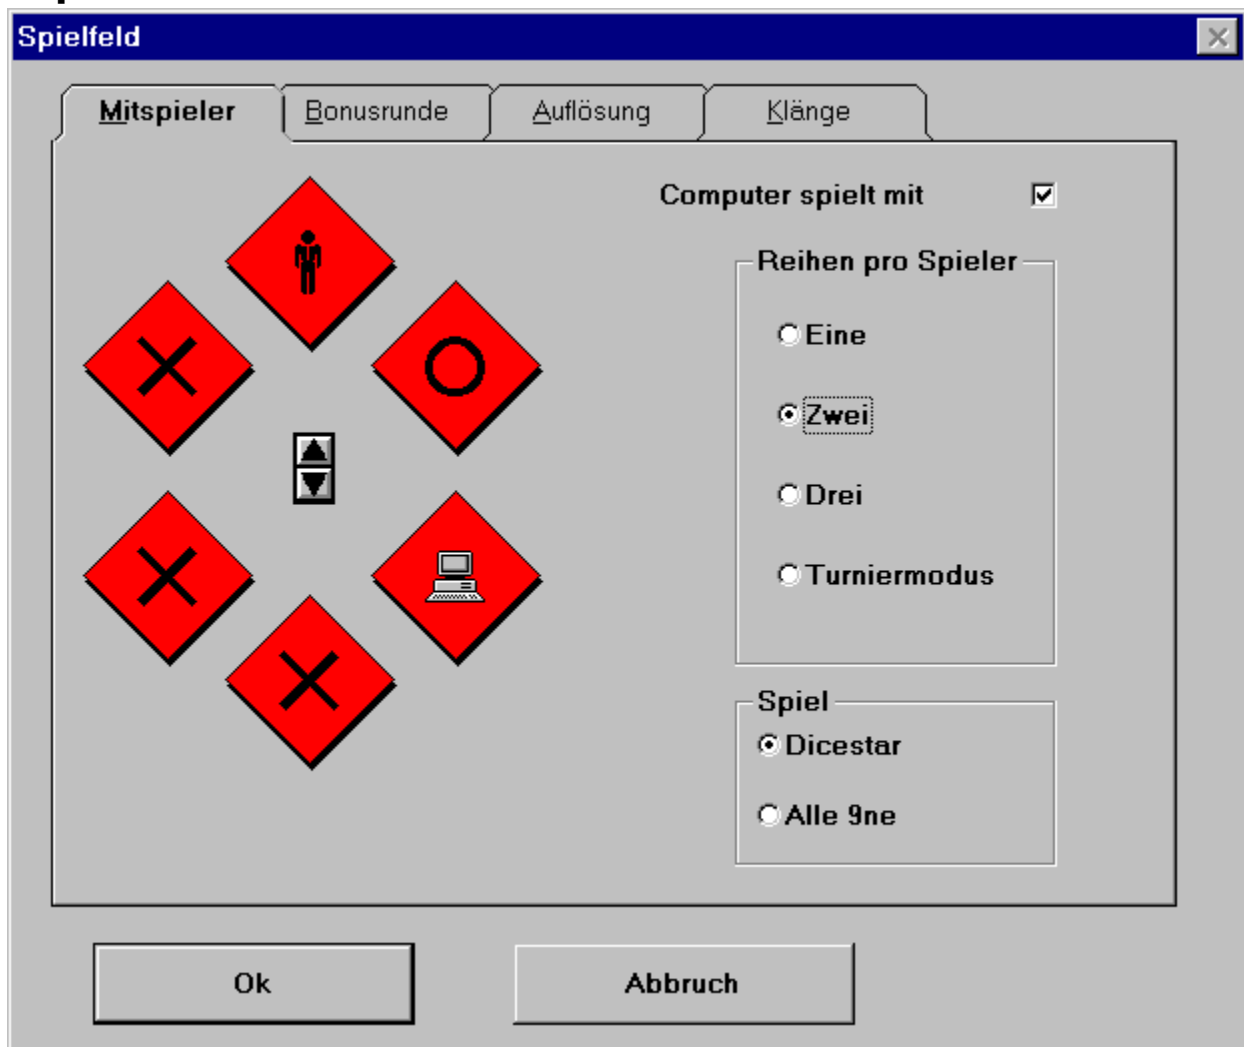 Spielfeld
Mitspieler
Bonusrunde
Auflösung
Klänge
Computer spielt mit
Reihen pro Spieler
Eine
Zwei
Drei
Turniermodus
Spiel
Dicestar
Alle 9ne
Ok
Abbruch